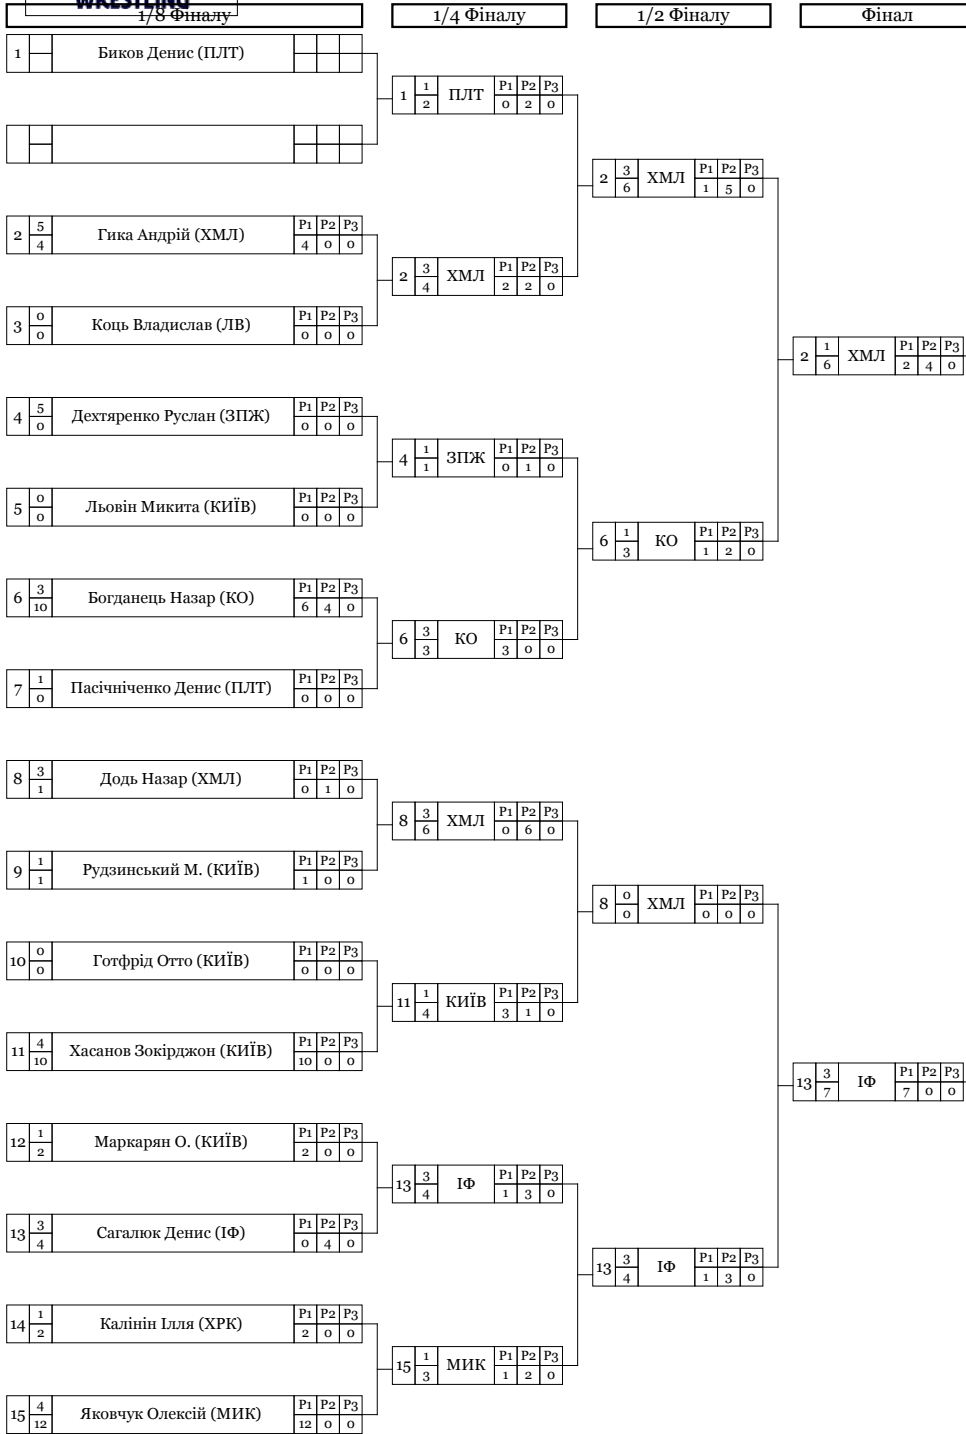 WRESTLING
1/8 Фіналу 1/4 Фіналу 1/2 Фіналу Фінал
1 Биков Денис (ПЛТ)
1 1 2 ПЛТ P1 P2 P3 0 2 0
2 3 6 ХМЛ P1 P2 P3 1 5 0
2 5 4 Гика Андрій (ХМЛ) P1 P2 P3 4 0 0
2 3 4 ХМЛ P1 P2 P3 2 2 0
3 0 0 Коць Владислав (ЛВ) P1 P2 P3 0 0 0
2 1 6 ХМЛ P1 P2 P3 2 4 0
4 5 0 Дехтяренко Руслан (ЗПЖ) P1 P2 P3 0 0 0
4 1 1 ЗПЖ P1 P2 P3 0 1 0
5 0 0 Льовін Микита (КИЇВ) P1 P2 P3 0 0 0
6 1 3 КО P1 P2 P3 1 2 0
6 3 10 Богданець Назар (КО) P1 P2 P3 6 4 0
6 3 3 КО P1 P2 P3 3 0 0
7 1 0 Пасічніченко Денис (ПЛТ) P1 P2 P3 0 0 0
8 3 1 Додь Назар (ХМЛ) P1 P2 P3 0 1 0
8 3 6 ХМЛ P1 P2 P3 0 6 0
9 1 1 Рудзинський М. (КИЇВ) P1 P2 P3 1 0 0
8 0 0 ХМЛ P1 P2 P3 0 0 0
10 0 0 Готфрід Отто (КИЇВ) P1 P2 P3 0 0 0
11 1 4 КИЇВ P1 P2 P3 3 1 0
11 4 10 Хасанов Зокірджон (КИЇВ) P1 P2 P3 10 0 0
13 3 7 ІФ P1 P2 P3 7 0 0
12 1 2 Маркарян О. (КИЇВ) P1 P2 P3 2 0 0
13 3 4 ІФ P1 P2 P3 1 3 0
13 3 4 Сагалюк Денис (ІФ) P1 P2 P3 0 4 0
13 3 4 ІФ P1 P2 P3 1 3 0
14 1 2 Калінін Ілля (ХРК) P1 P2 P3 2 0 0
15 1 3 МИК P1 P2 P3 1 2 0
15 4 12 Яковчук Олексій (МИК) P1 P2 P3 12 0 0